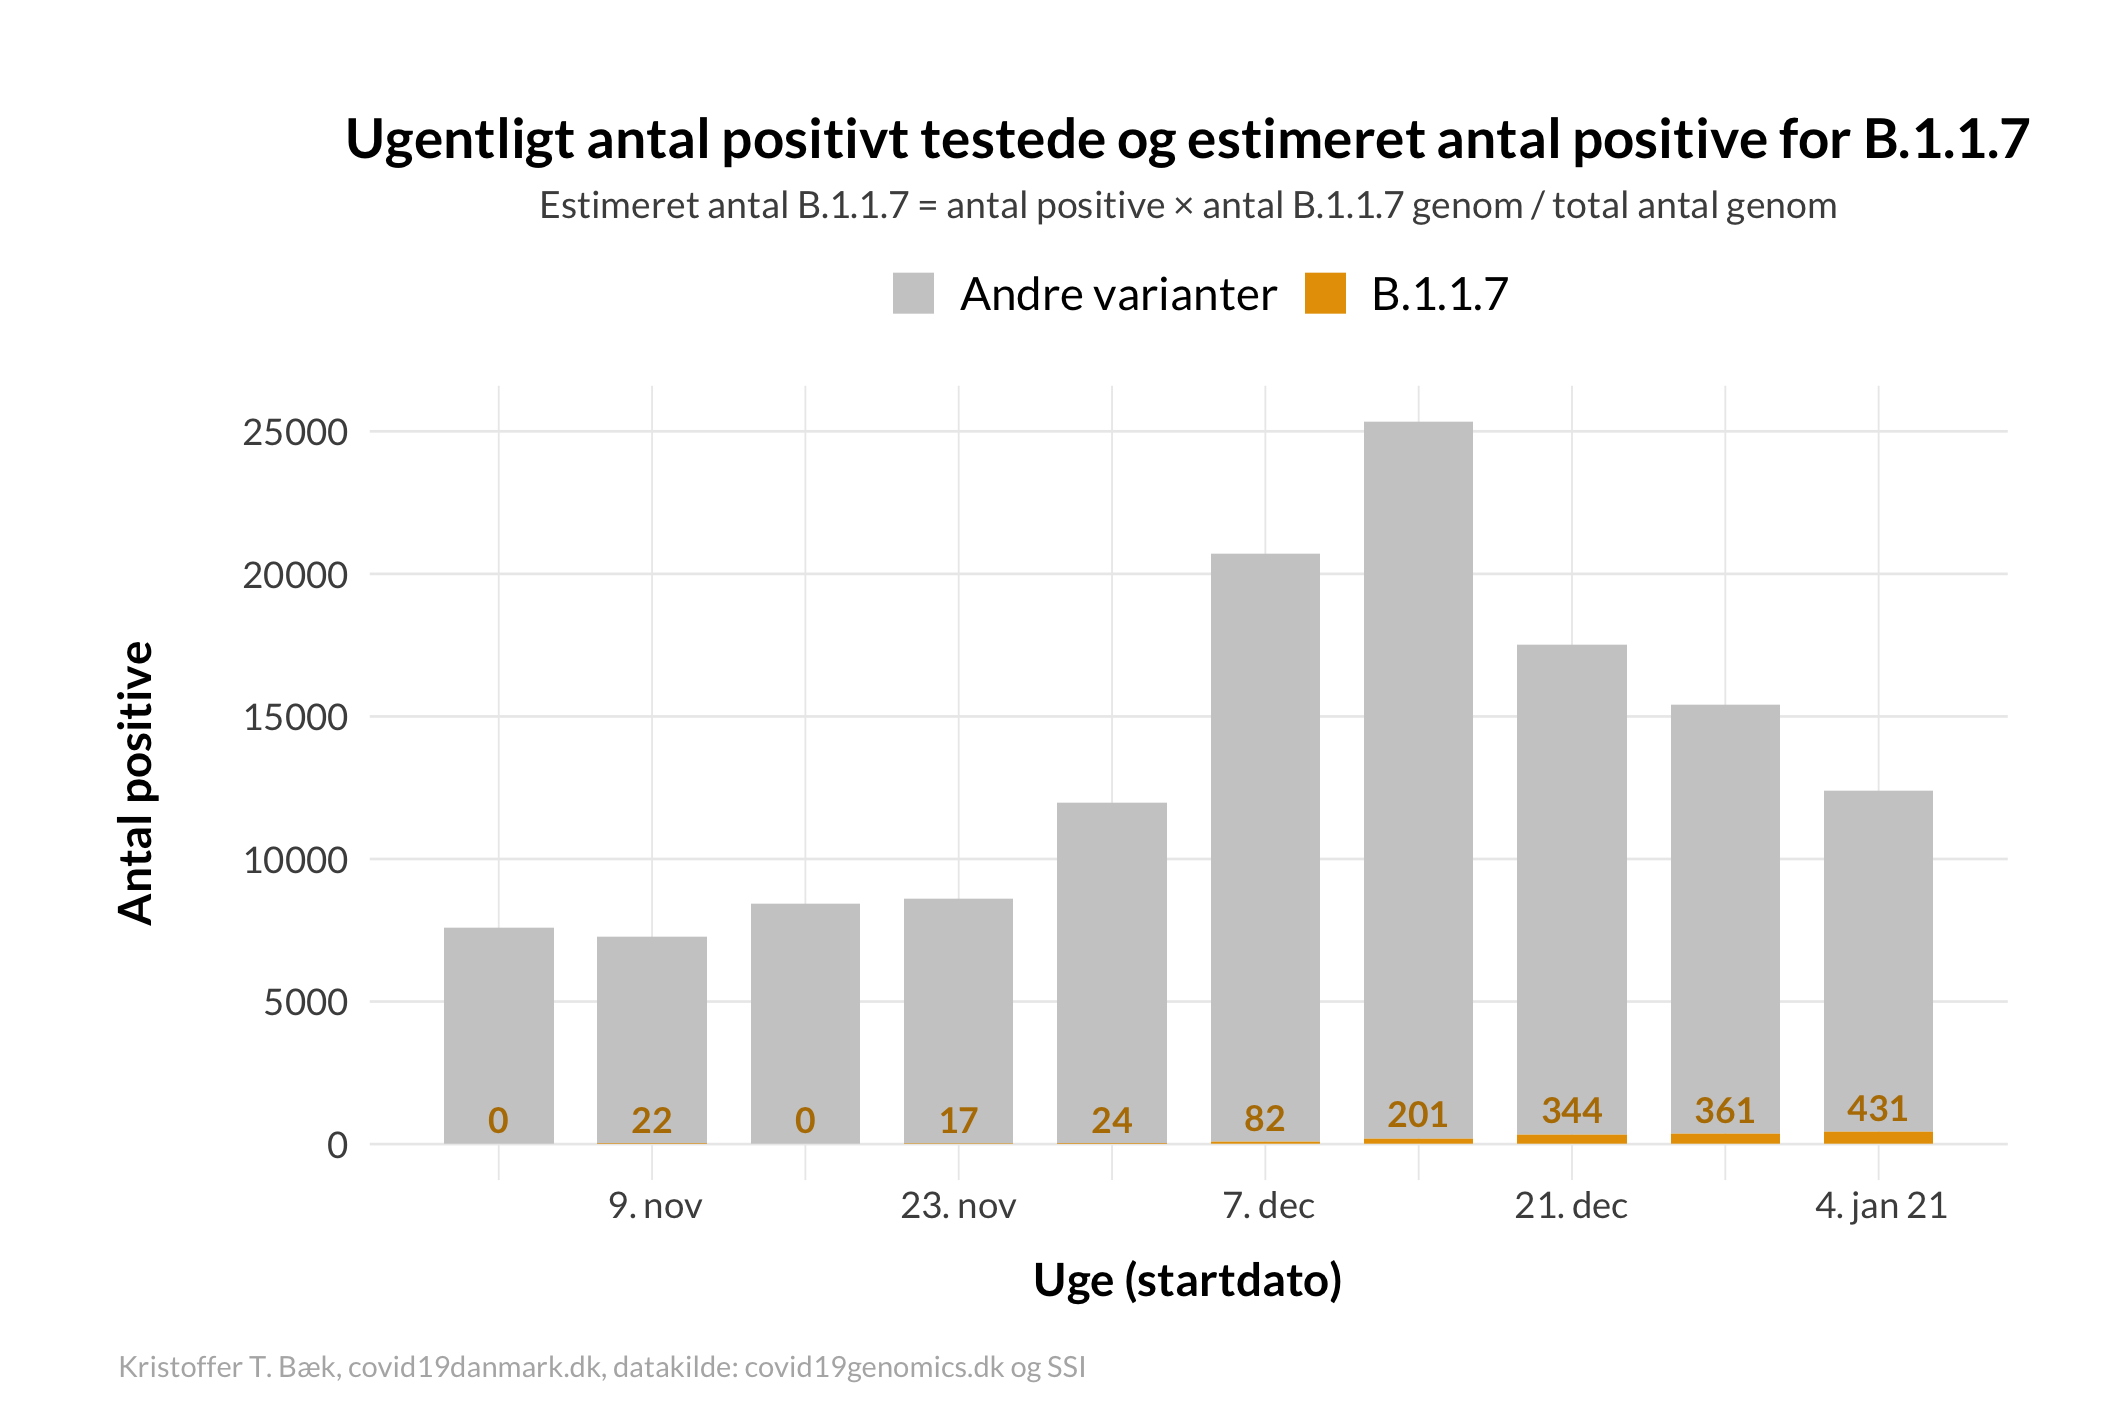 Ugentligt antal positivt testede og estimeret antal positive for B.1.1.7
Estimeret antal B.1.1.7 = antal positive × antal B.1.1.7 genom / total antal genom
Andre varianter B.1.1.7
Antal positive
25000
20000
15000
10000
5000
0
0 22 0 17 24 82 201 344 361 431
9. nov 23. nov 7. dec 21. dec 4. jan 21
Uge (startdato)
Kristoffer T. Bæk, covid19danmark.dk, datakilde: covid19genomics.dk og SSI